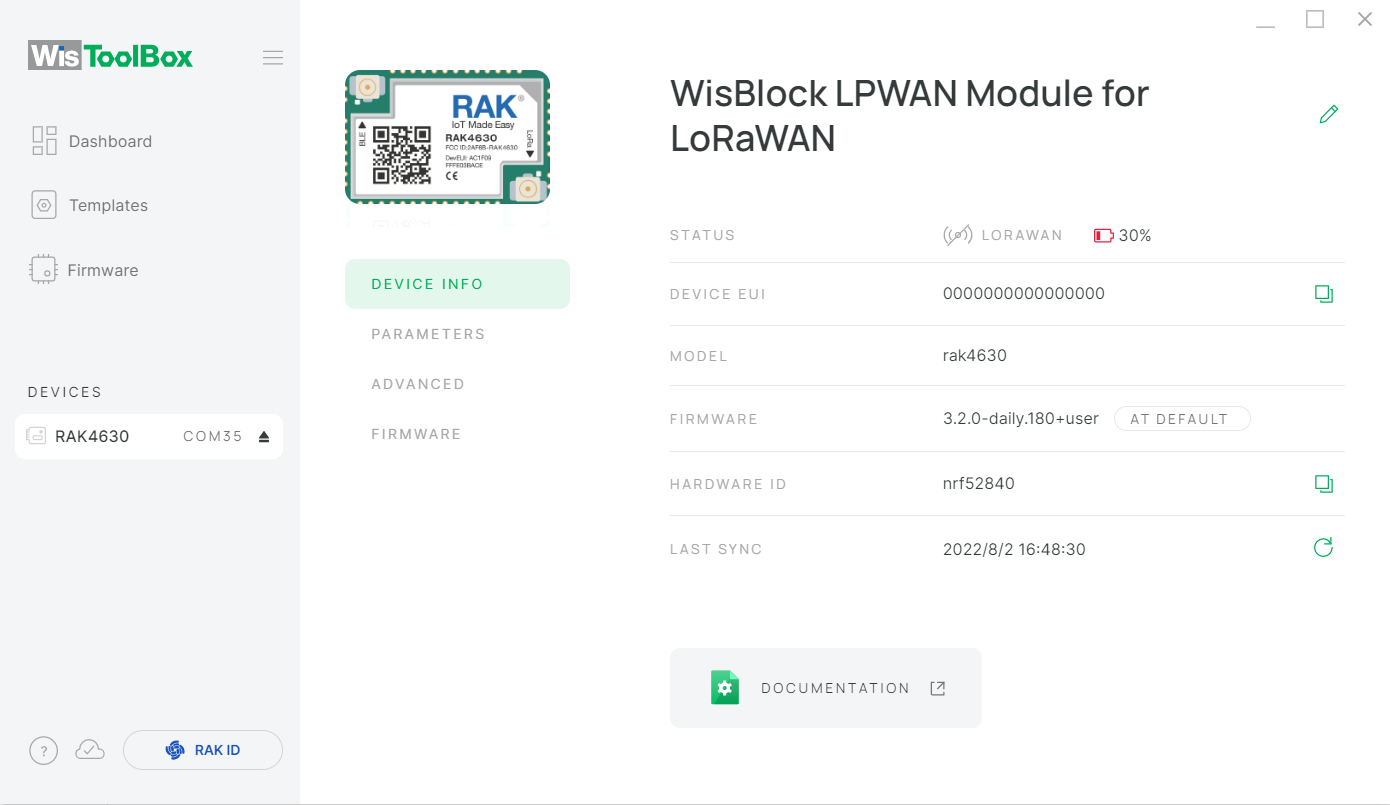 WisToolBox
Dashboard
Templates
Firmware
DEVICES
RAK4630 COM35
?
RAK ID
RAK®
IoT Made Easy
RAK4630
FCC ID:2AF6B-RAK4630
DevEUI: AC1F09
FFFE03BACE
CE
BLE
LoRa
DEVICE INFO
PARAMETERS
ADVANCED
FIRMWARE
WisBlock LPWAN Module for
LoRaWAN
STATUS LORAWAN 30%
DEVICE EUI 0000000000000000
MODEL rak4630
FIRMWARE 3.2.0-daily.180+user AT DEFAULT
HARDWARE ID nrf52840
LAST SYNC 2022/8/2 16:48:30
DOCUMENTATION